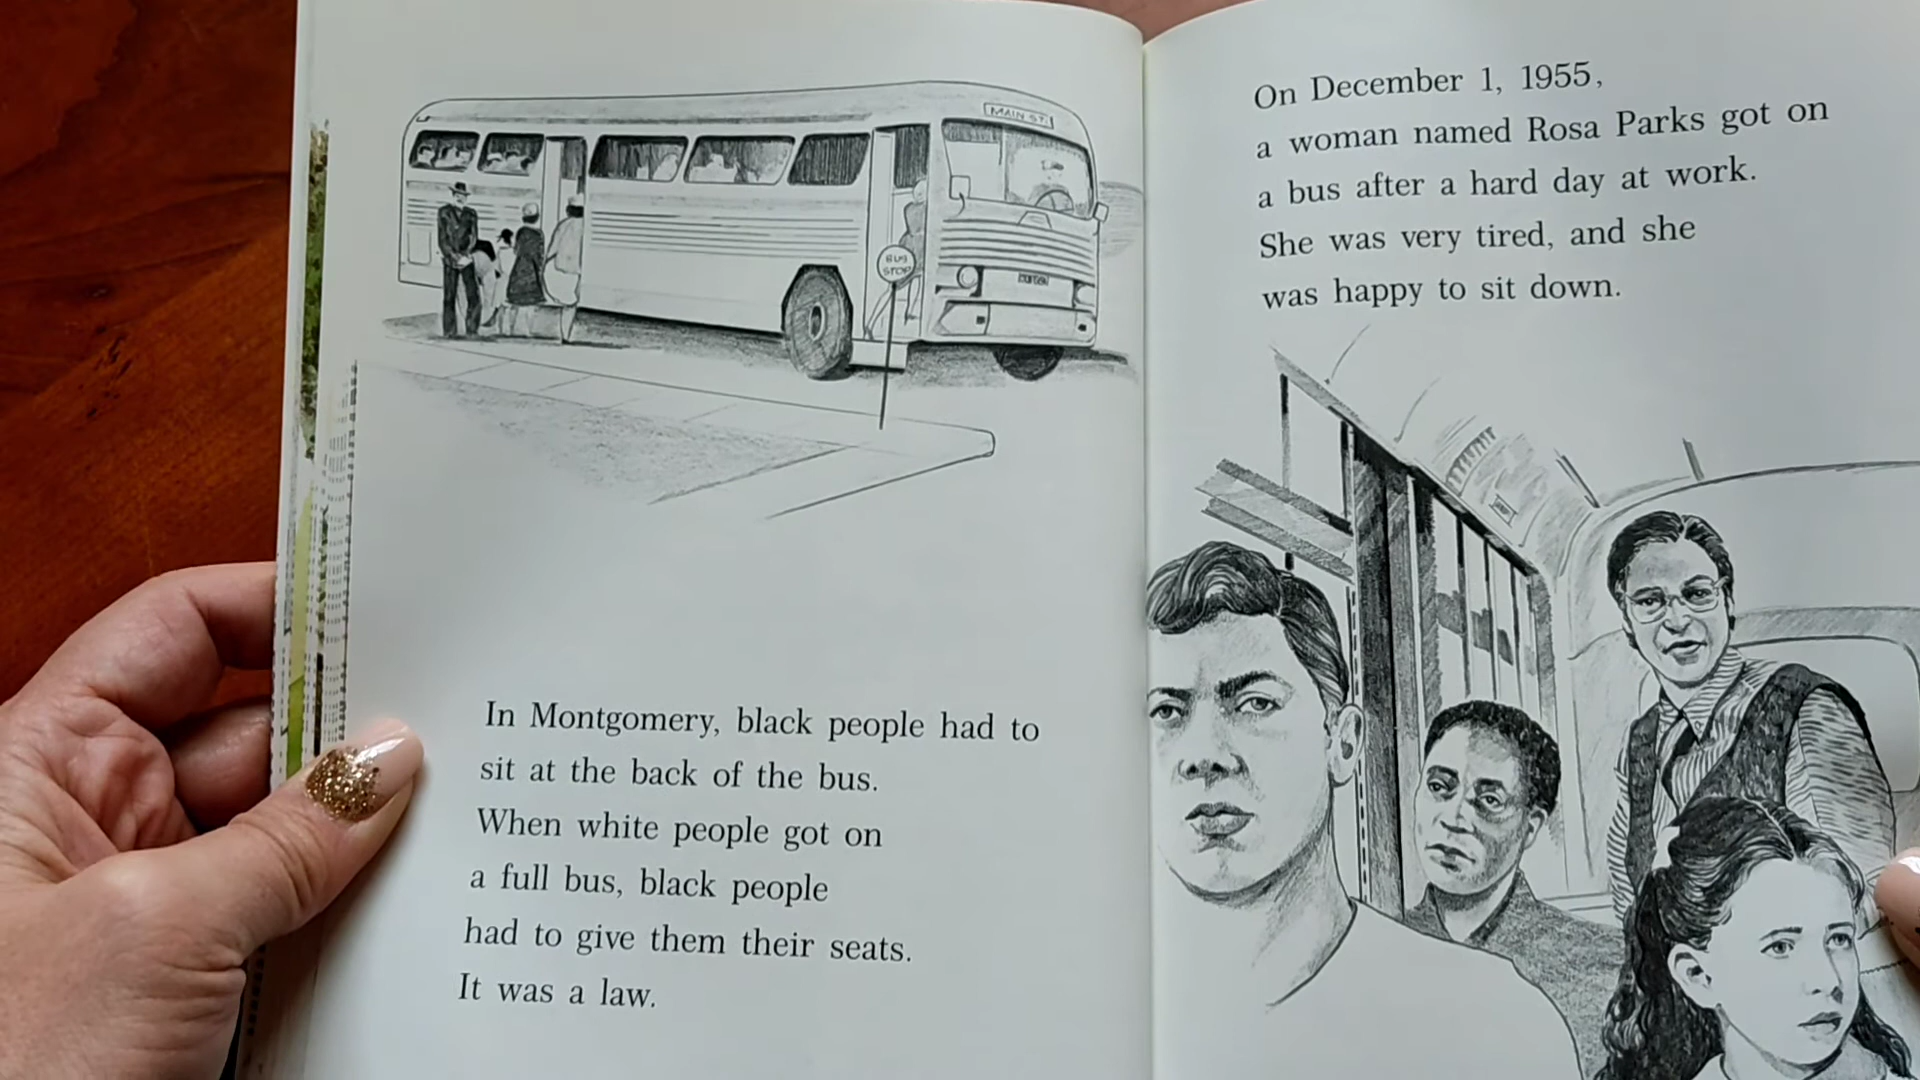 MAIN ST.
BUS
STOP
In Montgomery, black people had to
sit at the back of the bus.
When white people got on
a full bus, black people
had to give them their seats.
It was a law.
On December 1, 1955,
a woman named Rosa Parks got on
a bus after a hard day at work.
She was very tired, and she
was happy to sit down.